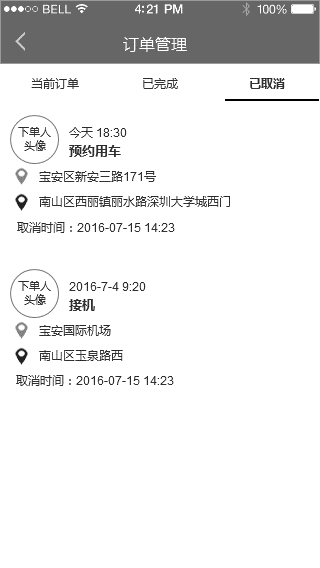 BELL 4:21 PM 100%
订单管理
当前订单 已完成 已取消
下单人
头像
今天 18:30
预约用车
宝安区新安三路171号
南山区西丽镇丽水路深圳大学城西门
取消时间：2016-07-15 14:23
下单人
头像
2016-7-4 9:20
接机
宝安国际机场
南山区玉泉路西
取消时间：2016-07-15 14:23